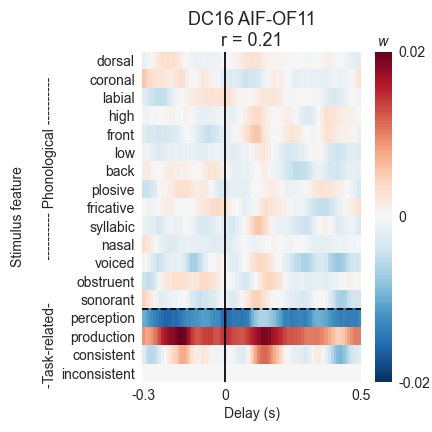 DC16 AIF-OF11
r = 0.21
w
dorsal
coronal
labial
high
front
low
back
plosive
fricative
syllabic
nasal
voiced
obstruent
sonorant
perception
production
consistent
inconsistent
Stimulus feature
---------- Phonological ----------
-Task-related-
0.02
0
-0.02
-0.3
0
0.5
Delay (s)